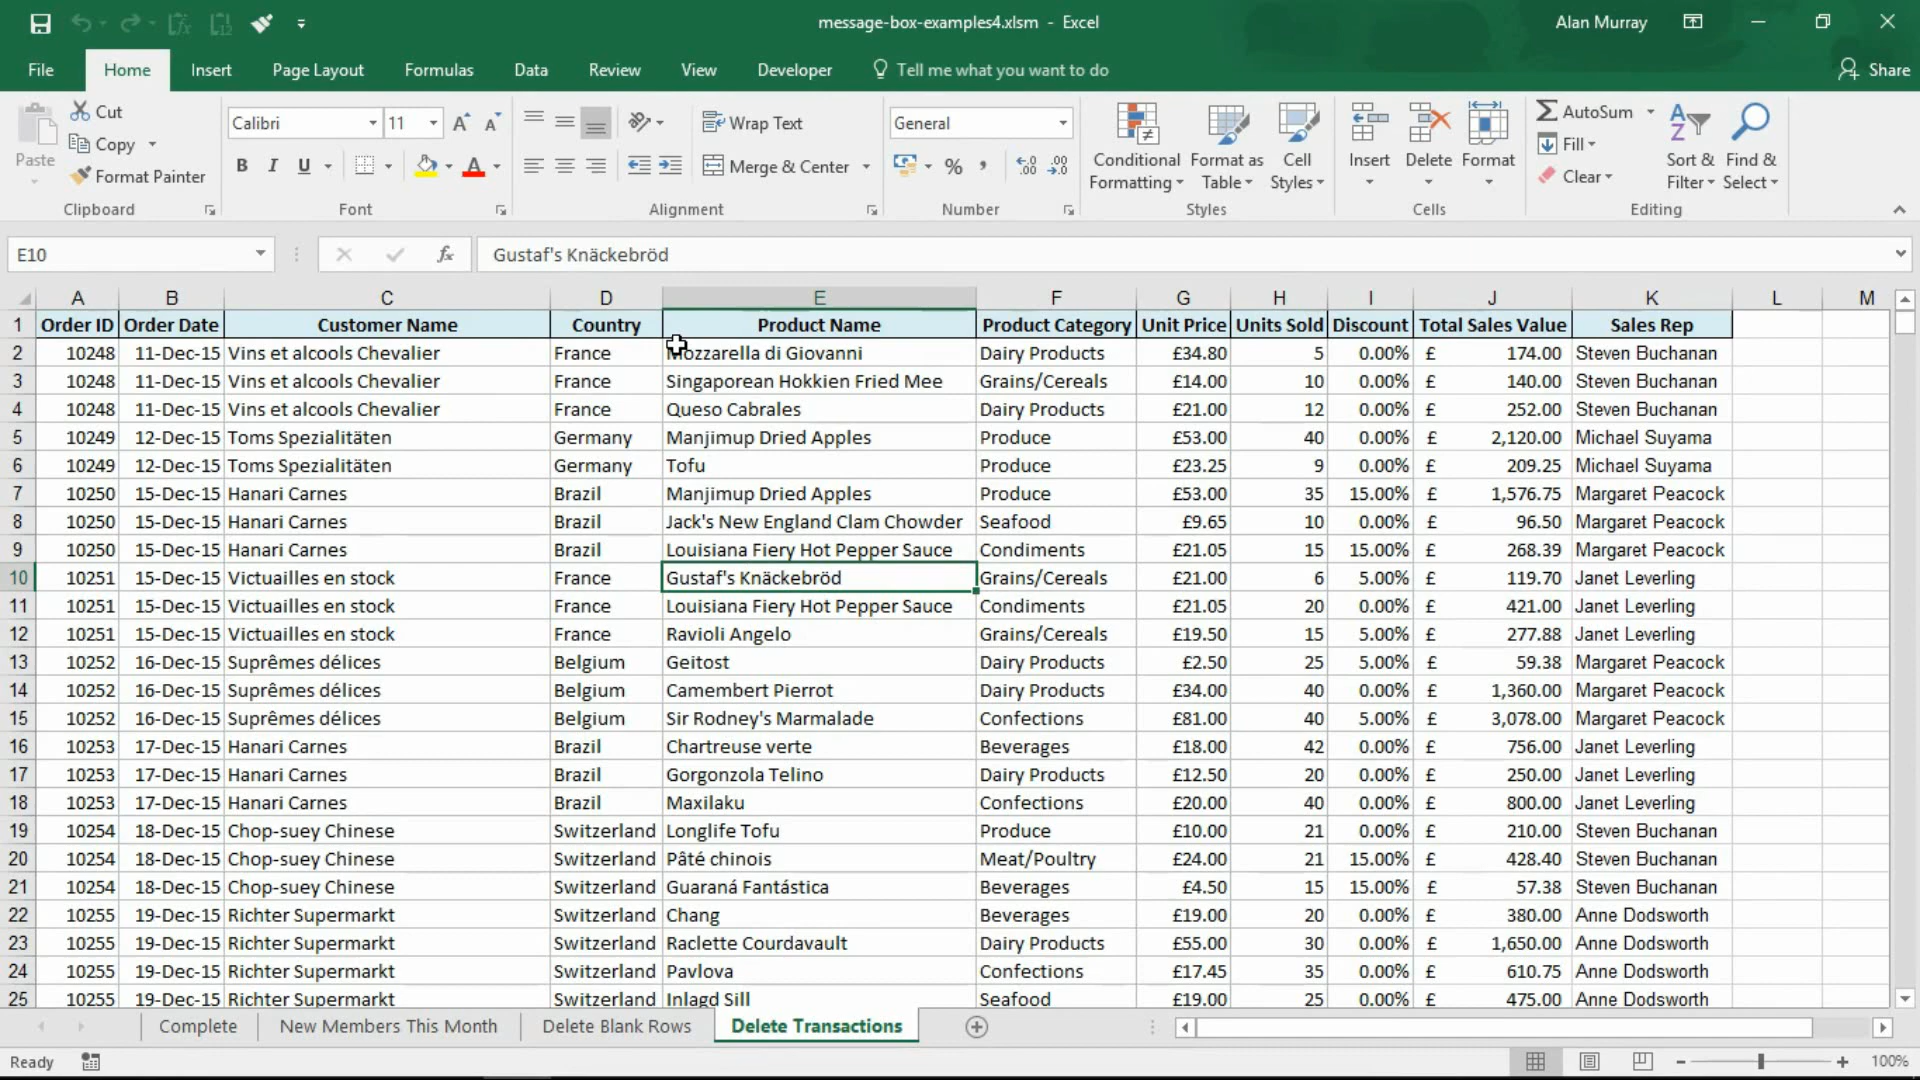 message-box-examples4.xlsm - Excel
Alan Murray
File Home Insert Page Layout Formulas Data Review View Developer Tell me what you want to do Share
Paste
Cut
Copy
Format Painter
Clipboard
Calibri 11
B I U A
Font
Wrap Text
Merge & Center
Alignment
General
%
Number
Conditional Formatting
Format as Table
Cell Styles
Styles
Insert Delete Format
Cells
AutoSum
Fill
Clear
Sort & Filter
Find & Select
Editing
E10 fx Gustaf's Knäckebröd
A B C D E F G H I J K L M
1 Order ID Order Date Customer Name Country Product Name Product Category Unit Price Units Sold Discount Total Sales Value Sales Rep
2 10248 11-Dec-15 Vins et alcools Chevalier France Mozzarella di Giovanni Dairy Products £34.80 5 0.00% £ 174.00 Steven Buchanan
3 10248 11-Dec-15 Vins et alcools Chevalier France Singaporean Hokkien Fried Mee Grains/Cereals £14.00 10 0.00% £ 140.00 Steven Buchanan
4 10248 11-Dec-15 Vins et alcools Chevalier France Queso Cabrales Dairy Products £21.00 12 0.00% £ 252.00 Steven Buchanan
5 10249 12-Dec-15 Toms Spezialitäten Germany Manjimup Dried Apples Produce £53.00 40 0.00% £ 2,120.00 Michael Suyama
6 10249 12-Dec-15 Toms Spezialitäten Germany Tofu Produce £23.25 9 0.00% £ 209.25 Michael Suyama
7 10250 15-Dec-15 Hanari Carnes Brazil Manjimup Dried Apples Produce £53.00 35 15.00% £ 1,576.75 Margaret Peacock
8 10250 15-Dec-15 Hanari Carnes Brazil Jack's New England Clam Chowder Seafood £9.65 10 0.00% £ 96.50 Margaret Peacock
9 10250 15-Dec-15 Hanari Carnes Brazil Louisiana Fiery Hot Pepper Sauce Condiments £21.05 15 15.00% £ 268.39 Margaret Peacock
10 10251 15-Dec-15 Victuailles en stock France Gustaf's Knäckebröd Grains/Cereals £21.00 6 5.00% £ 119.70 Janet Leverling
11 10251 15-Dec-15 Victuailles en stock France Louisiana Fiery Hot Pepper Sauce Condiments £21.05 20 0.00% £ 421.00 Janet Leverling
12 10251 15-Dec-15 Victuailles en stock France Ravioli Angelo Grains/Cereals £19.50 15 5.00% £ 277.88 Janet Leverling
13 10252 16-Dec-15 Suprêmes délices Belgium Geitost Dairy Products £2.50 25 5.00% £ 59.38 Margaret Peacock
14 10252 16-Dec-15 Suprêmes délices Belgium Camembert Pierrot Dairy Products £34.00 40 0.00% £ 1,360.00 Margaret Peacock
15 10252 16-Dec-15 Suprêmes délices Belgium Sir Rodney's Marmalade Confections £81.00 40 5.00% £ 3,078.00 Margaret Peacock
16 10253 17-Dec-15 Hanari Carnes Brazil Chartreuse verte Beverages £18.00 42 0.00% £ 756.00 Janet Leverling
17 10253 17-Dec-15 Hanari Carnes Brazil Gorgonzola Telino Dairy Products £12.50 20 0.00% £ 250.00 Janet Leverling
18 10253 17-Dec-15 Hanari Carnes Brazil Maxilaku Confections £20.00 40 0.00% £ 800.00 Janet Leverling
19 10254 18-Dec-15 Chop-suey Chinese Switzerland Longlife Tofu Produce £10.00 21 0.00% £ 210.00 Steven Buchanan
20 10254 18-Dec-15 Chop-suey Chinese Switzerland Pâté chinois Meat/Poultry £24.00 21 15.00% £ 428.40 Steven Buchanan
21 10254 18-Dec-15 Chop-suey Chinese Switzerland Guaraná Fantástica Beverages £4.50 15 15.00% £ 57.38 Steven Buchanan
22 10255 19-Dec-15 Richter Supermarkt Switzerland Chang Beverages £19.00 20 0.00% £ 380.00 Anne Dodsworth
23 10255 19-Dec-15 Richter Supermarkt Switzerland Raclette Courdavault Dairy Products £55.00 30 0.00% £ 1,650.00 Anne Dodsworth
24 10255 19-Dec-15 Richter Supermarkt Switzerland Pavlova Confections £17.45 35 0.00% £ 610.75 Anne Dodsworth
25 10255 19-Dec-15 Richter Supermarkt Switzerland Inlagd Sill Seafood £19.00 25 0.00% £ 475.00 Anne Dodsworth
Complete New Members This Month Delete Blank Rows Delete Transactions
Ready 100%